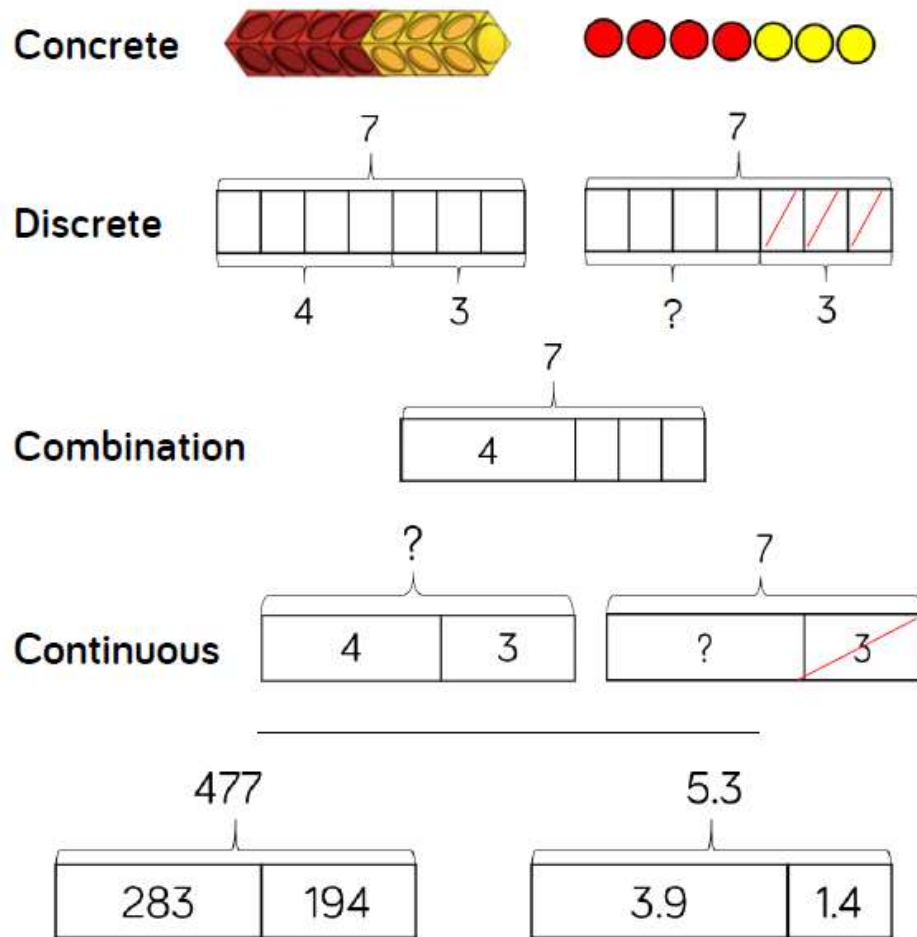 Concrete
7 7
Discrete
4 3 ? 3
7
Combination
4
? 7
Continuous
4 3 ? 3
477 5.3
283 194 3.9 1.4